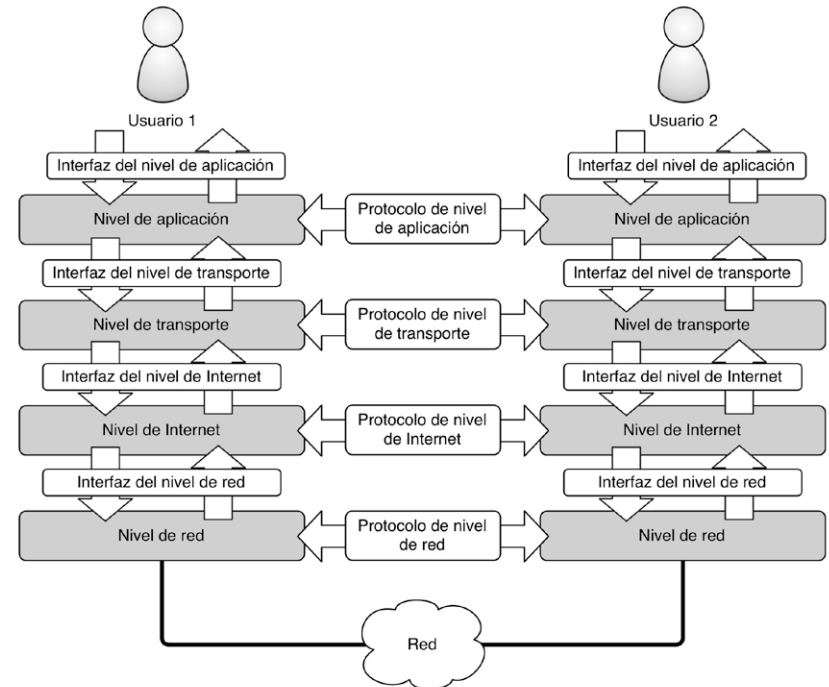 Usuario 1
Usuario 2
Interfaz del nivel de aplicación
Interfaz del nivel de aplicación
Nivel de aplicación
Protocolo de nivel
de aplicación
Nivel de aplicación
Interfaz del nivel de transporte
Interfaz del nivel de transporte
Nivel de transporte
Protocolo de nivel
de transporte
Nivel de transporte
Interfaz del nivel de Internet
Interfaz del nivel de Internet
Nivel de Internet
Protocolo de nivel
de Internet
Nivel de Internet
Interfaz del nivel de red
Interfaz del nivel de red
Nivel de red
Protocolo de nivel
de red
Nivel de red
Red